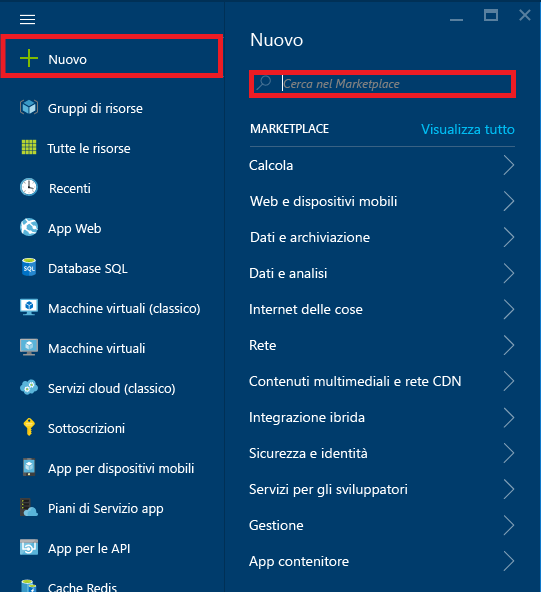 Nuovo
Gruppi di risorse
Tutte le risorse
Recenti
App Web
Database SQL
Macchine virtuali (classico)
Macchine virtuali
Servizi cloud (classico)
Sottoscrizioni
App per dispositivi mobili
Piani di Servizio app
App per le API
Cache Redis
Nuovo
Cerca nel Marketplace
MARKETPLACE Visualizza tutto
Calcola
Web e dispositivi mobili
Dati e archiviazione
Dati e analisi
Internet delle cose
Rete
Contenuti multimediali e rete CDN
Integrazione ibrida
Sicurezza e identità
Servizi per gli sviluppatori
Gestione
App contenitore